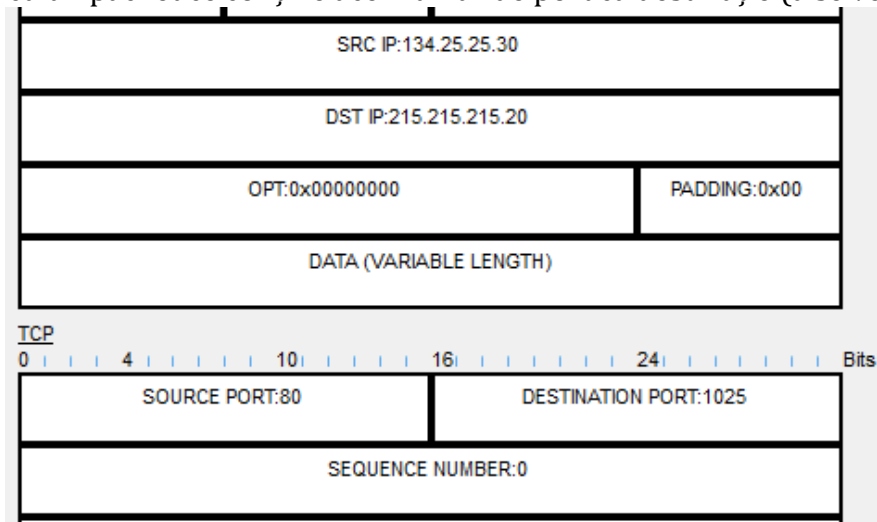 SRC IP:134.25.25.30
DST IP:215.215.215.20
OPT:0x00000000 PADDING:0x00
DATA (VARIABLE LENGTH)
TCP
0 4 10 16 24 Bits
SOURCE PORT:80 DESTINATION PORT:1025
SEQUENCE NUMBER:0